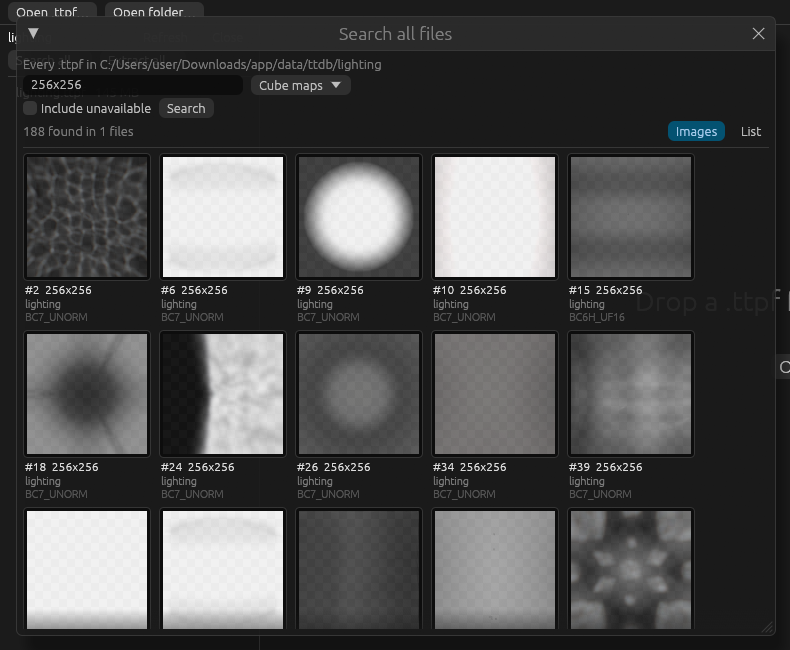 Open .ttpf... Open folder...
Search all files
Every .ttpf in C:/Users/user/Downloads/app/data/ttdb/lighting
256x256 Cube maps
Include unavailable Search
188 found in 1 files Images List
#2 256x256 #6 256x256 #9 256x256 #10 256x256 #15 256x256
lighting lighting lighting lighting lighting
BC7_UNORM BC7_UNORM BC7_UNORM BC7_UNORM BC6H_UF16
Drop a .ttpf
#18 256x256 #24 256x256 #26 256x256 #34 256x256 #39 256x256
lighting lighting lighting lighting lighting
BC7_UNORM BC7_UNORM BC7_UNORM BC7_UNORM BC7_UNORM